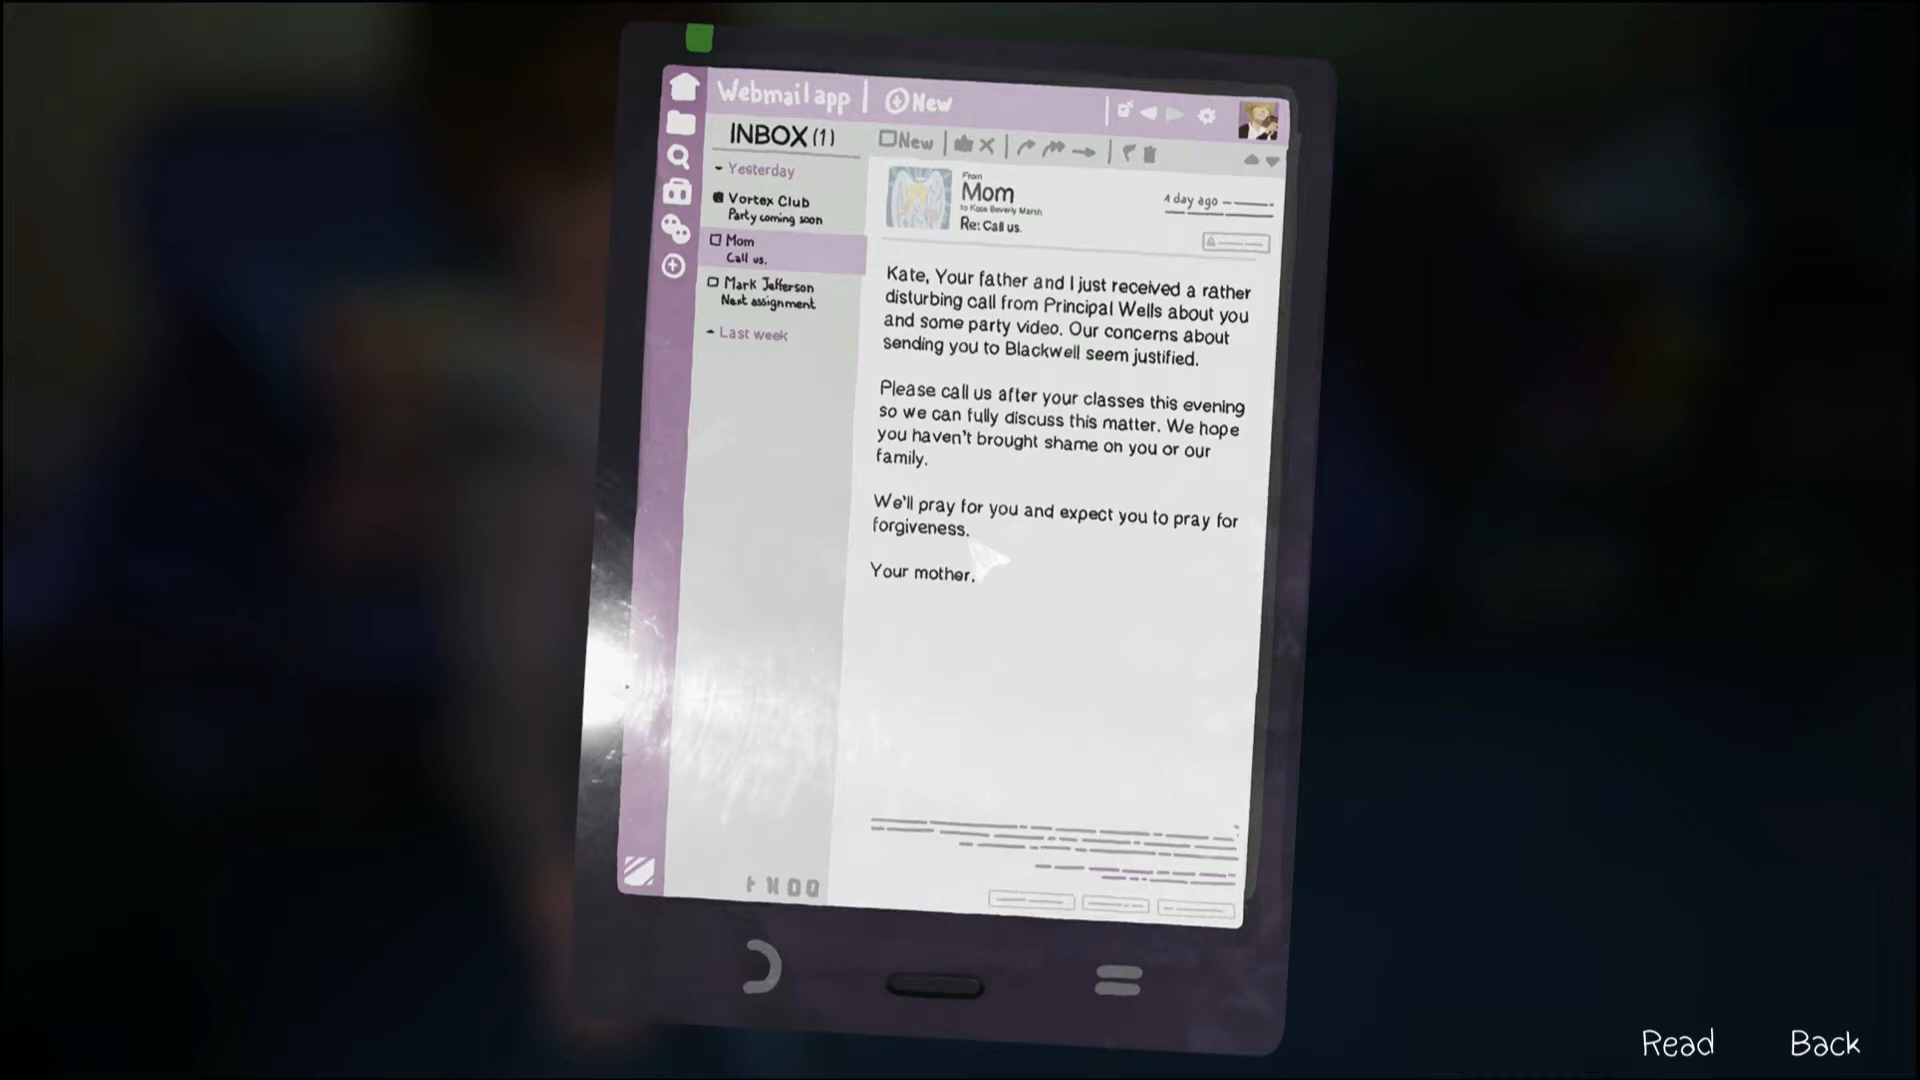 Webmail app | New
INBOX (1)
New
- Yesterday
Vortex Club
Party coming soon
Mom
Call us.
Mark Jefferson
Next assignment
- Last week
From
Mom
to Kate Beverly Marsh
Re: Call us.
1 day ago
Kate, Your father and I just received a rather
disturbing call from Principal Wells about you
and some party video. Our concerns about
sending you to Blackwell seem justified.
Please call us after your classes this evening
so we can fully discuss this matter. We hope
you haven't brought shame on you or our
family.
We'll pray for you and expect you to pray for
forgiveness.
Your mother.
Read
Back